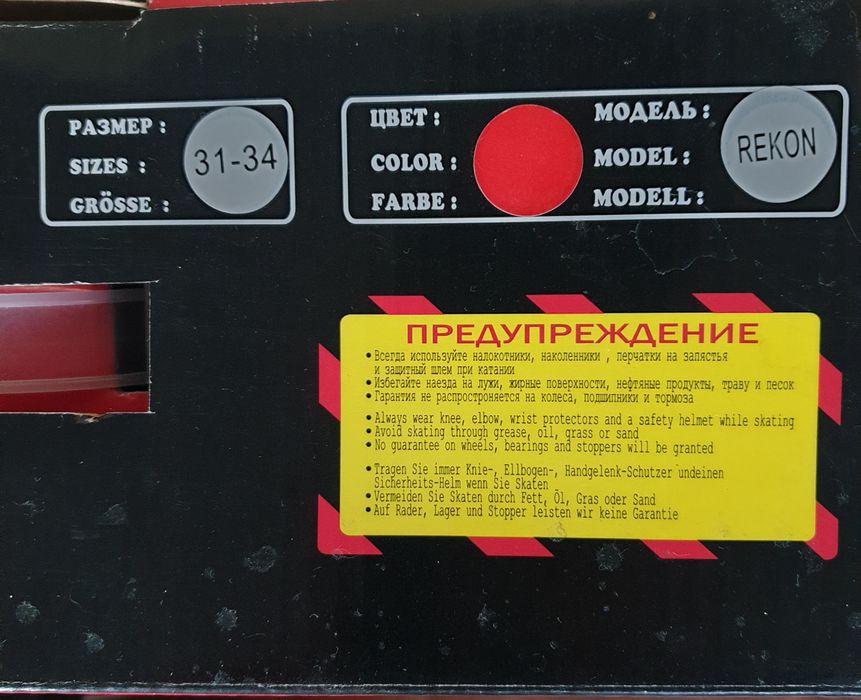 РАЗМЕР :
SIZES :
GRÖSSE :
31-34
ЦВЕТ :
COLOR :
FARBE :
МОДЕЛЬ :
MODEL :
MODELL :
REKON
ПРЕДУПРЕЖДЕНИЕ
• Всегда используйте налокотники, наколенники , перчатки на запястья
и защитный шлем при катании
• Избегайте наезда на лужи, жирные поверхности, нефтяные продукты, траву и песок
• Гарантия не распростроняется на колеса, подшипники и тормоза
• Always wear knee, elbow, wrist protectors and a safety helmet while skating
• Avoid skating through grease, oil, grass or sand
• No guarantee on wheels, bearings and stoppers will be granted
• Tragen Sie immer Knie-, Ellbogen-, Handgelenk-Schutzer undeinen
Sicherheits-Helm wenn Sie Skaten
• Vermeiden Sie Skaten durch Fett, Öl, Gras oder Sand
• Auf Rader, Lager und Stopper leisten wir keine Garantie